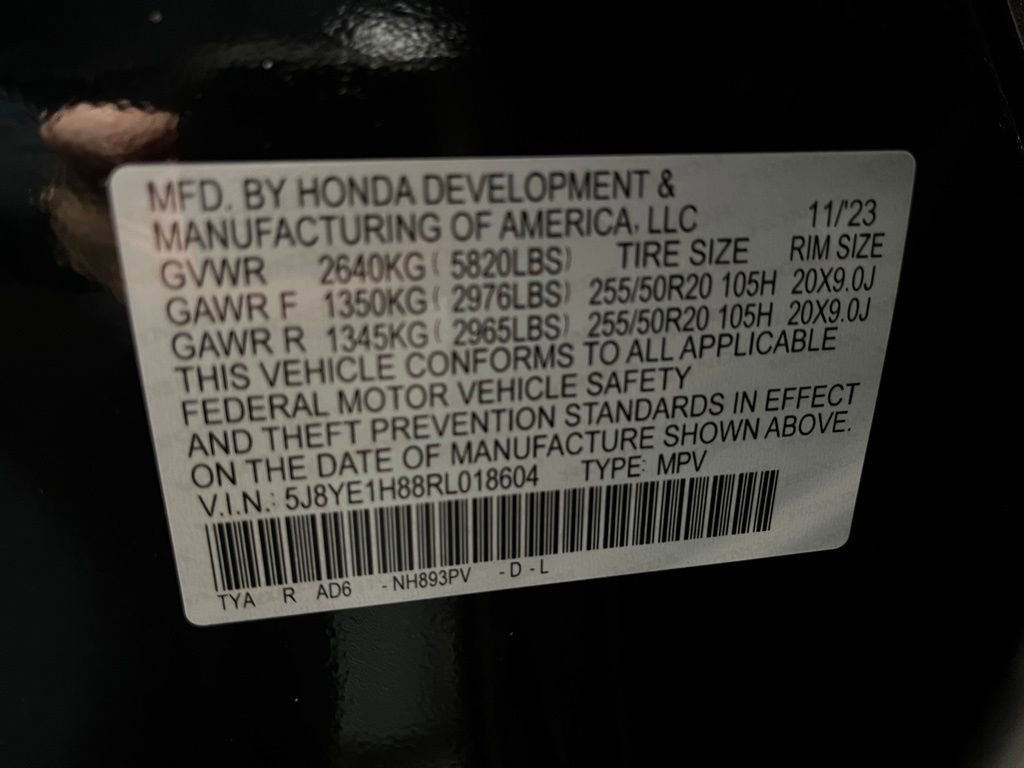 MFD. BY HONDA DEVELOPMENT &
MANUFACTURING OF AMERICA, LLC 11/'23
GVWR 2640KG ( 5820LBS) TIRE SIZE RIM SIZE
GAWR F 1350KG ( 2976LBS) 255/50R20 105H 20X9.0J
GAWR R 1345KG ( 2965LBS) 255/50R20 105H 20X9.0J
THIS VEHICLE CONFORMS TO ALL APPLICABLE
FEDERAL MOTOR VEHICLE SAFETY
AND THEFT PREVENTION STANDARDS IN EFFECT
ON THE DATE OF MANUFACTURE SHOWN ABOVE.
V.I.N.: 5J8YE1H88RL018604 TYPE: MPV
TYA R AD6 -NH893PV -D-L